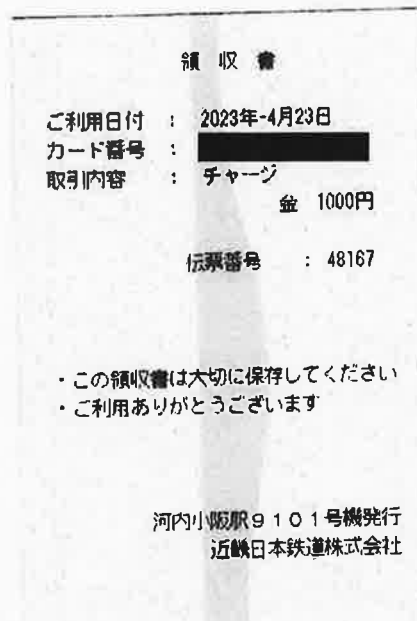 領収書
ご利用日付 : 2023年-4月23日
カード番号 :
取引内容 : チャージ
金 1000円
伝票番号 : 48167
・この領収書は大切に保存してください
・ご利用ありがとうございます
河内小阪駅9101号機発行
近畿日本鉄道株式会社